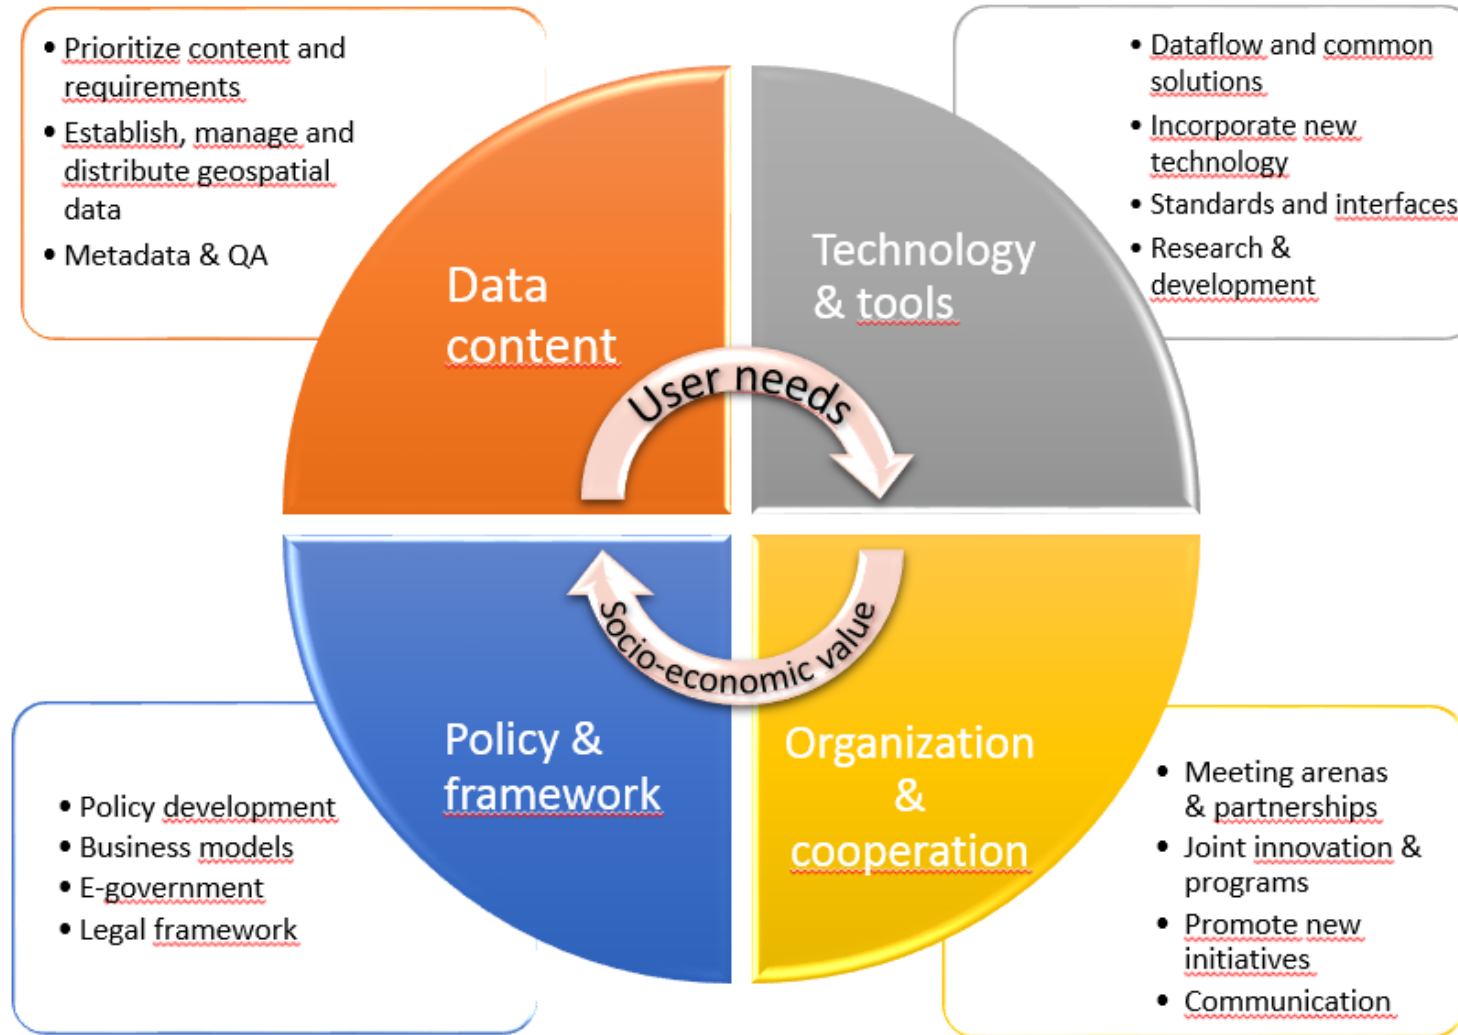 • Prioritize content and
requirements
• Establish, manage and
distribute geospatial
data
• Metadata & QA
• Dataflow and common
solutions
• Incorporate new
technology
• Standards and interfaces
• Research &
development
Data
content
Technology
& tools
User needs
Socio-economic value
Policy &
framework
Organization
&
cooperation
• Policy development
• Business models
• E-government
• Legal framework
• Meeting arenas
& partnerships
• Joint innovation &
programs
• Promote new
initiatives
• Communication